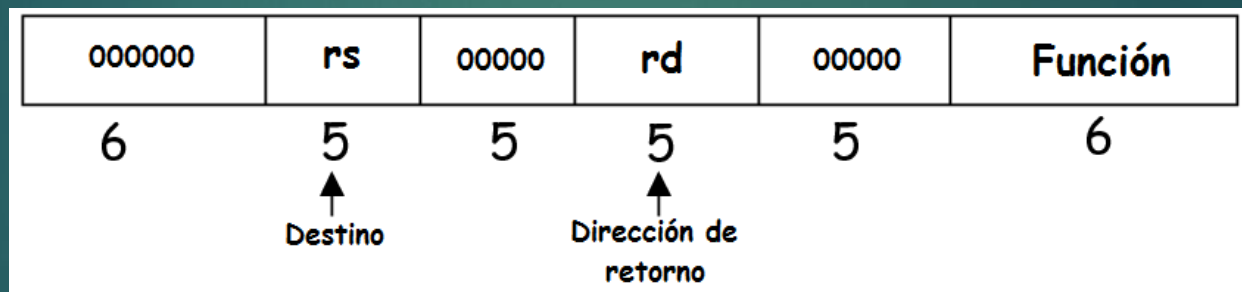 000000 rs 00000 rd 00000 Función
6 5 5 5 5 6
Destino Dirección de
retorno